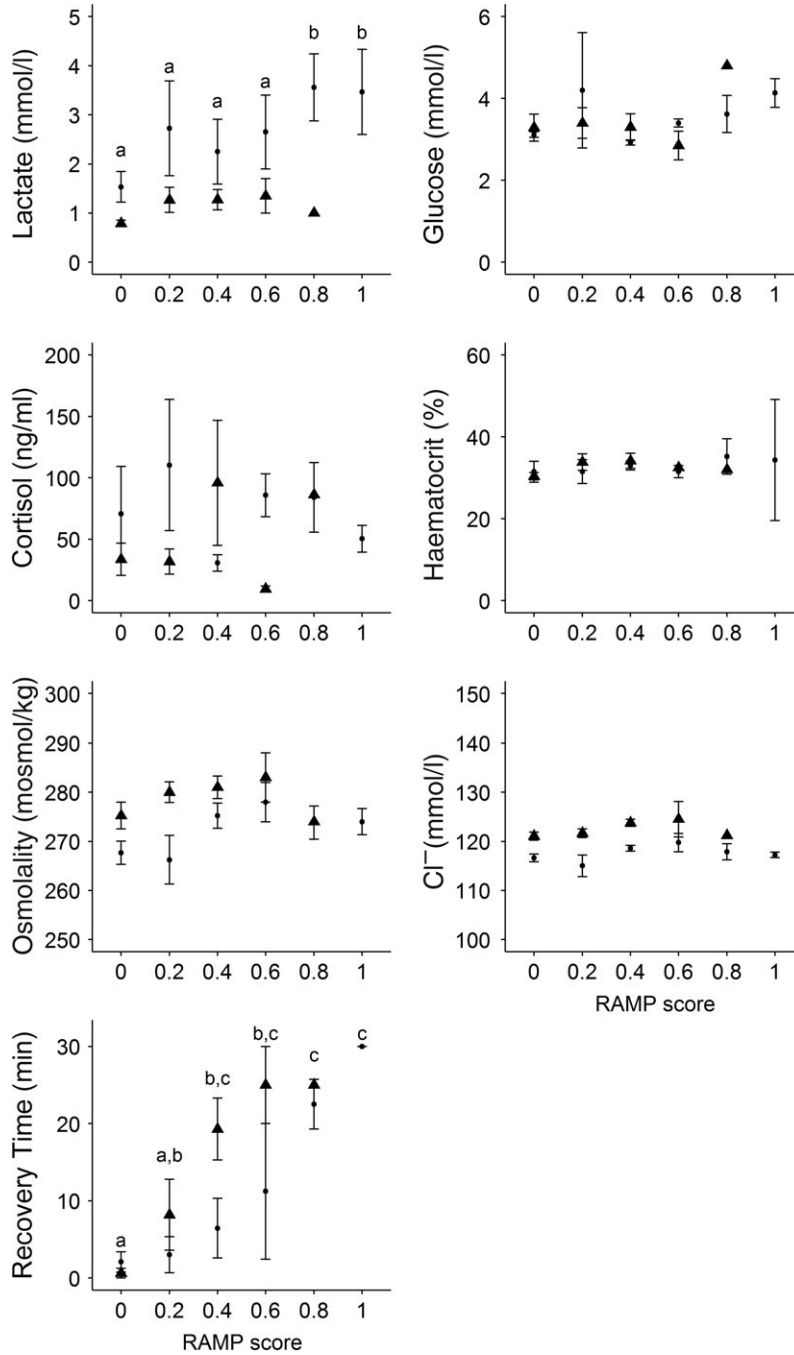 Lactate (mmol/l)
5
4
3
2
1
0
a
a
a
a
b
b
0 0.2 0.4 0.6 0.8 1
Glucose (mmol/l)
6
4
2
0
0 0.2 0.4 0.6 0.8 1
Cortisol (ng/ml)
200
150
100
50
0
0 0.2 0.4 0.6 0.8 1
Haematocrit (%)
60
40
20
0
0 0.2 0.4 0.6 0.8 1
Osmolality (mosmol/kg)
300
290
280
270
260
250
0 0.2 0.4 0.6 0.8 1
Cl⁻ (mmol/l)
150
140
130
120
110
100
0 0.2 0.4 0.6 0.8 1
RAMP score
Recovery Time (min)
30
20
10
0
a
a,b
b,c
b,c
c
c
0 0.2 0.4 0.6 0.8 1
RAMP score